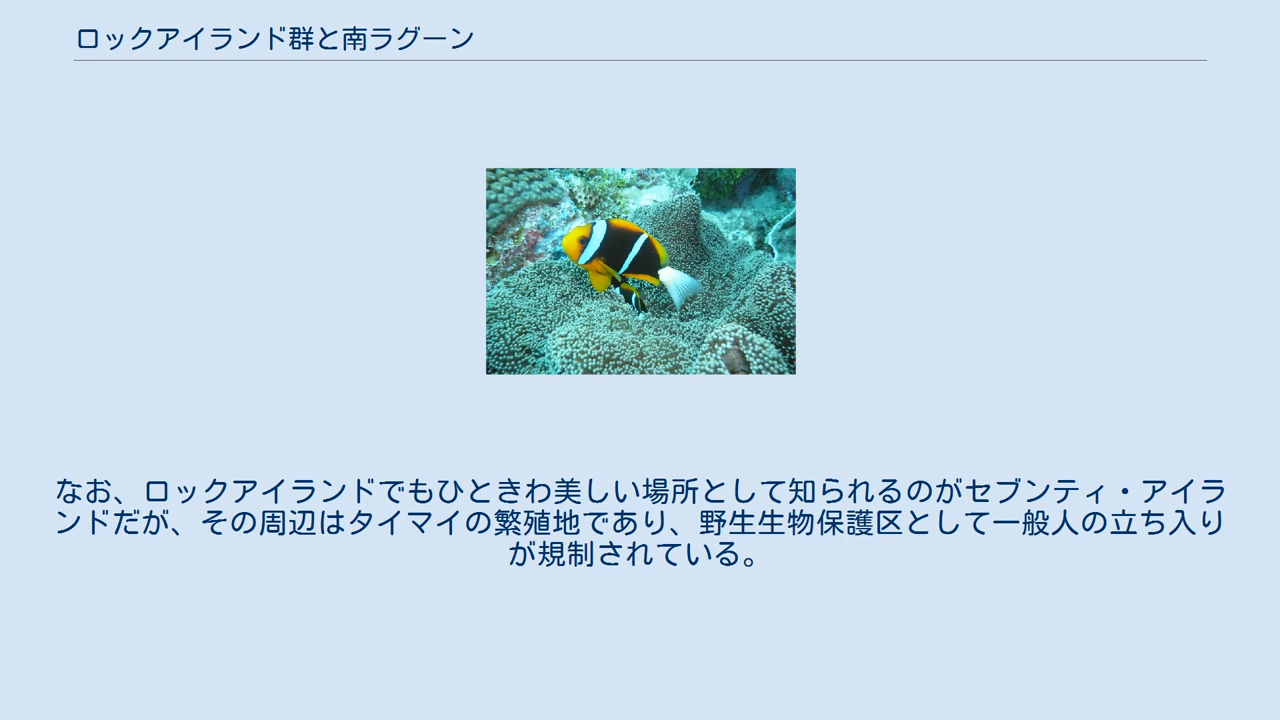 ロックアイランド群と南ラグーン
なお、ロックアイランドでもひときわ美しい場所として知られるのがセブンティ・アイラ
ンドだが、その周辺はタイマイの繁殖地であり、野生生物保護区として一般人の立ち入り
が規制されている。